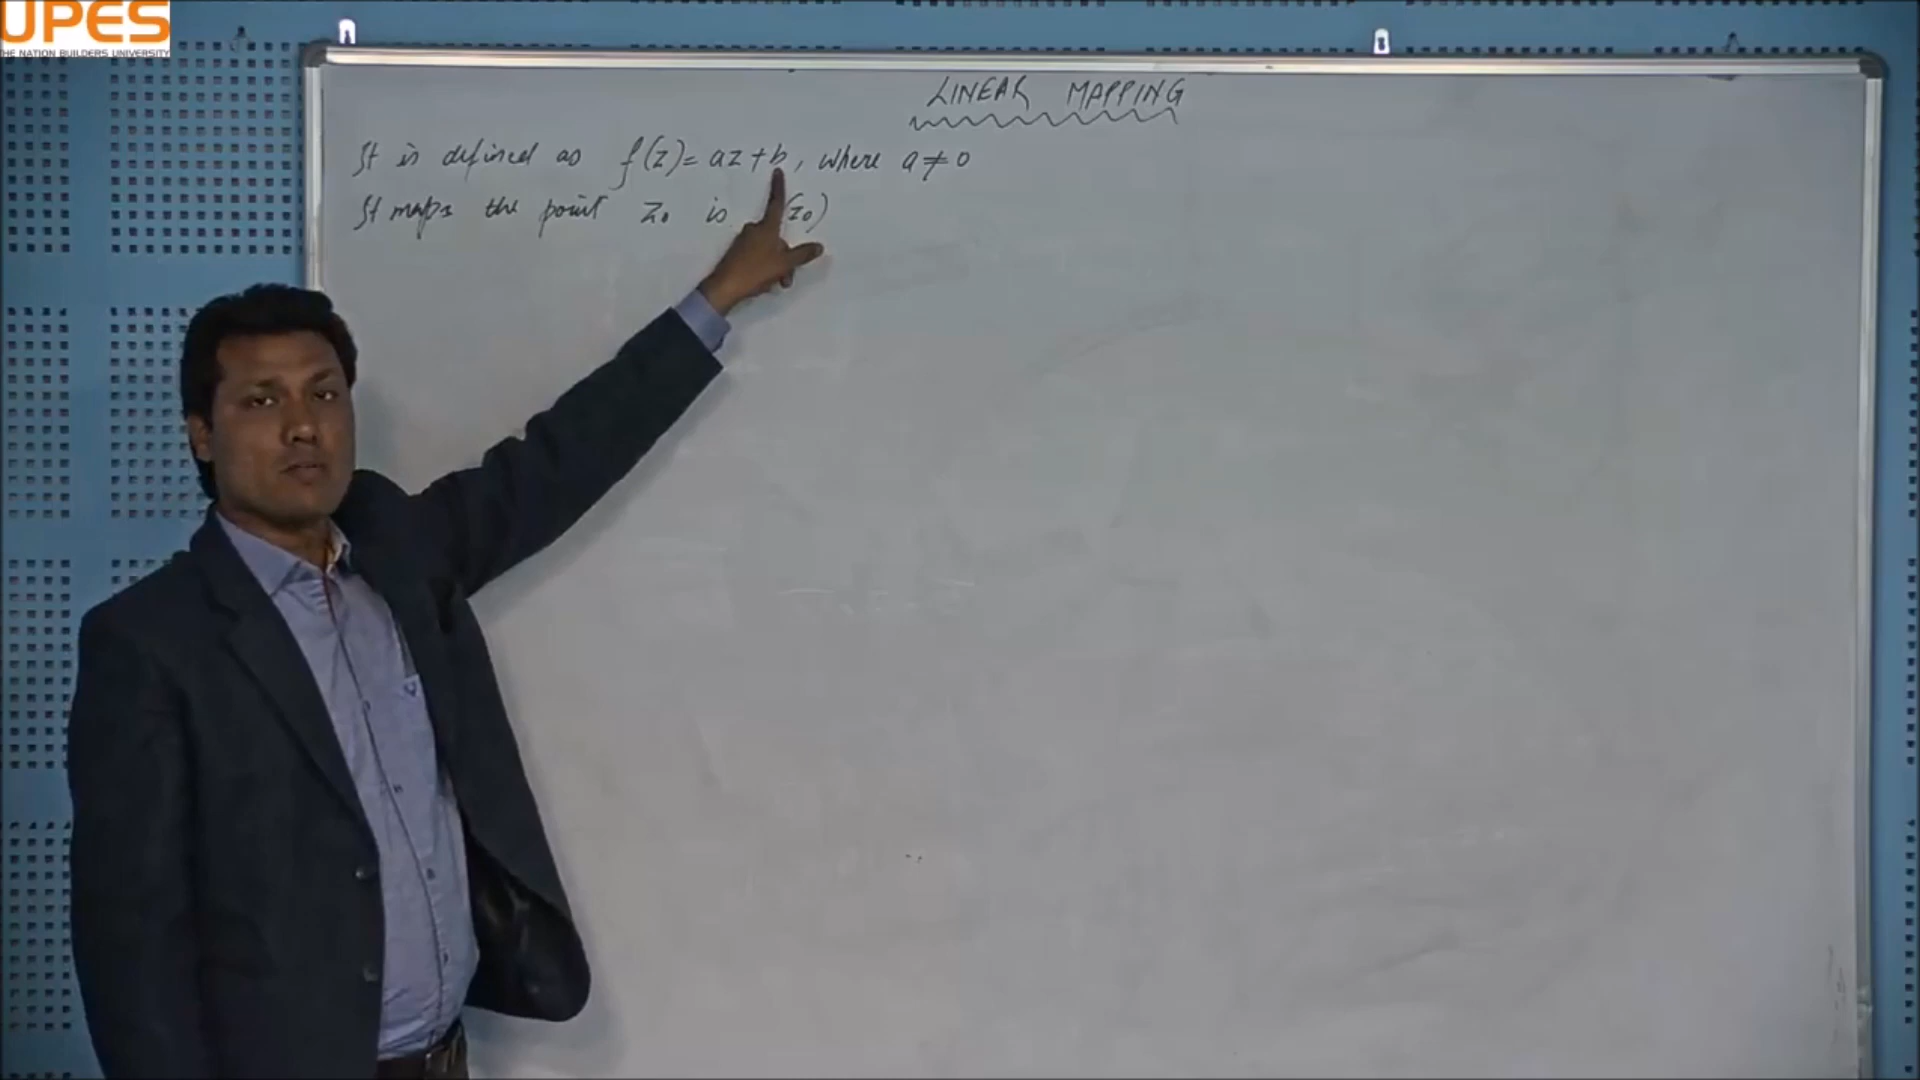 UPES
THE NATION BUILDERS UNIVERSITY
LINEAR MAPPING
It is defined as f(z)= az+b, where a≠0
It maps the point z₀ is (z₀)